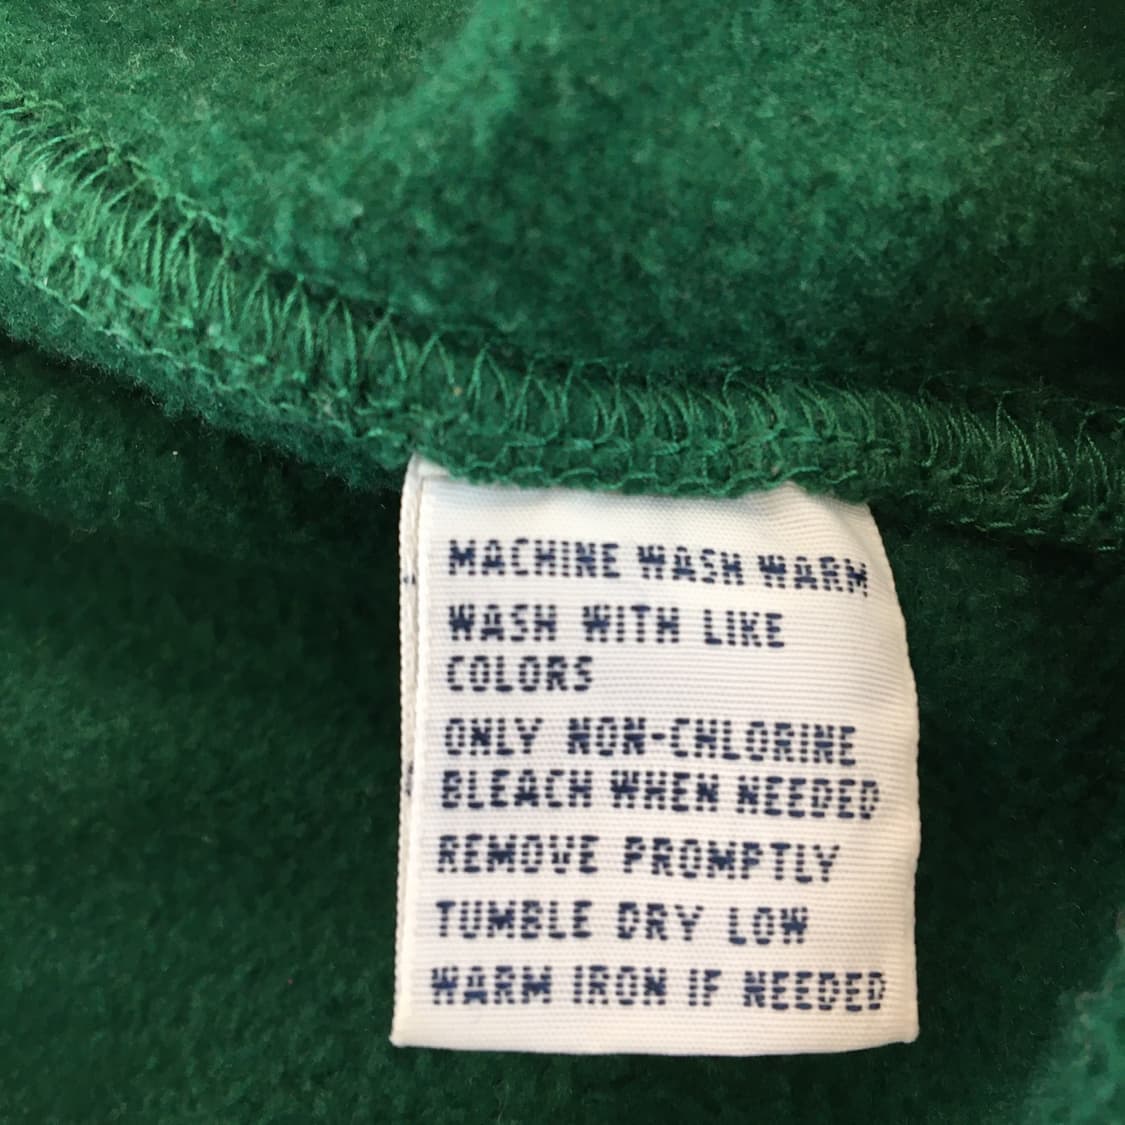 MACHINE WASH WARM
WASH WITH LIKE
COLORS
ONLY NON-CHLORINE
BLEACH WHEN NEEDED
REMOVE PROMPTLY
TUMBLE DRY LOW
WARM IRON IF NEEDED